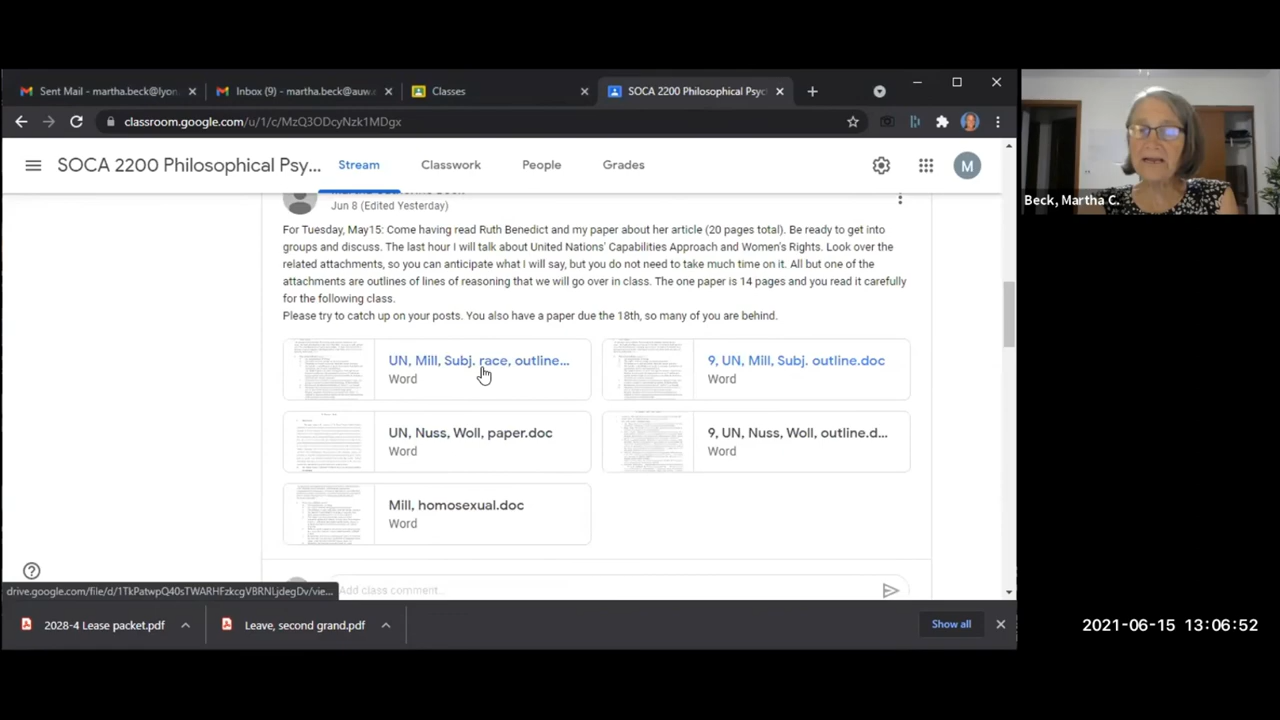 Sent Mail - martha.beck@lyon.
Inbox (9) - martha.beck@auw.
Classes
SOCA 2200 Philosophical Psyc
classroom.google.com/u/1/c/MzQ3ODcyNzk1MDgx
SOCA 2200 Philosophical Psy...
Stream
Classwork
People
Grades
M
Beck, Martha C.
Jun 8 (Edited Yesterday)
For Tuesday, May15: Come having read Ruth Benedict and my paper about her article (20 pages total). Be ready to get into
groups and discuss. The last hour I will talk about United Nations' Capabilities Approach and Women's Rights. Look over the
related attachments, so you can anticipate what I will say, but you do not need to take much time on it. All but one of the
attachments are outlines of lines of reasoning that we will go over in class. The one paper is 14 pages and you read it carefully
for the following class.
Please try to catch up on your posts. You also have a paper due the 18th, so many of you are behind.
UN, Mill, Subj. race, outline...
Word
9, UN, Mill, Subj. outline.doc
Word
UN, Nuss, Woll, paper.doc
Word
9, UN, Nuss, Woll, outline.d...
Word
Mill, homosexual.doc
Word
Add class comment...
drive.google.com/file/d/1TkPatwpQ40sTWARHFzkcgVBRNLjdegDv/vie...
2028-4 Lease packet.pdf
Leave, second grand.pdf
Show all
2021-06-15 13:06:52